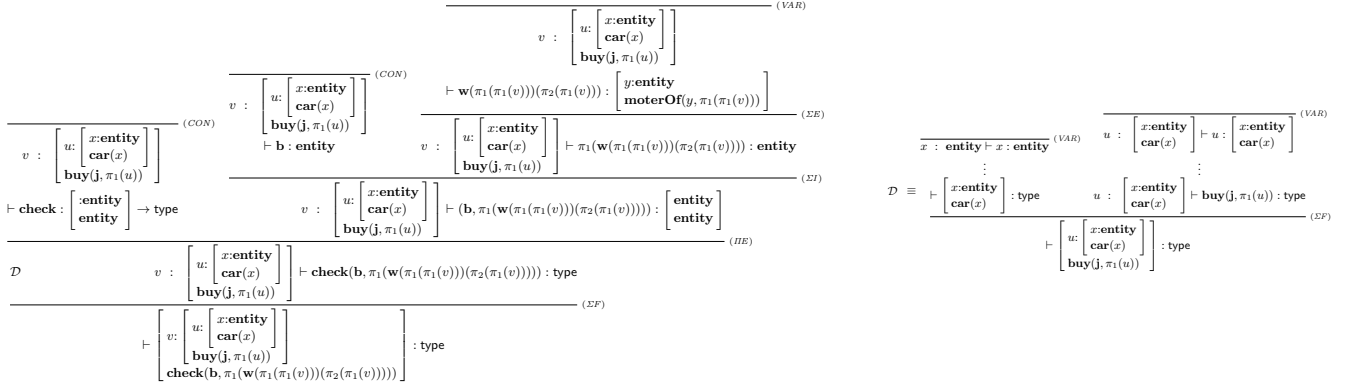 (VAR)
v : [ u: [ x:entity
car(x) ]
buy(j, π₁(u)) ]
⊢ w(π₁(π₁(v)))(π₂(π₁(v))) : [ y:entity
moterOf(y, π₁(π₁(v))) ]
(CON)
v : [ u: [ x:entity
car(x) ]
buy(j, π₁(u)) ]
⊢ b : entity
(ΣE)
v : [ u: [ x:entity
car(x) ]
buy(j, π₁(u)) ] ⊢ π₁(w(π₁(π₁(v)))(π₂(π₁(v)))) : entity
(CON)
v : [ u: [ x:entity
car(x) ]
buy(j, π₁(u)) ]
⊢ check : [ :entity
entity ] → type
(ΣI)
v : [ u: [ x:entity
car(x) ]
buy(j, π₁(u)) ] ⊢ (b, π₁(w(π₁(π₁(v)))(π₂(π₁(v))))) : [ entity
entity ]
(ΠE)
𝒟 v : [ u: [ x:entity
car(x) ]
buy(j, π₁(u)) ] ⊢ check(b, π₁(w(π₁(π₁(v)))(π₂(π₁(v))))) : type
(ΣF)
⊢ [ v: [ u: [ x:entity
car(x) ]
buy(j, π₁(u)) ]
check(b, π₁(w(π₁(π₁(v)))(π₂(π₁(v))))) ] : type
𝒟 ≡
(VAR)
x : entity ⊢ x : entity
⋮
⊢ [ x:entity
car(x) ] : type
(VAR)
u : [ x:entity
car(x) ] ⊢ u : [ x:entity
car(x) ]
⋮
u : [ x:entity
car(x) ] ⊢ buy(j, π₁(u)) : type
(ΣF)
⊢ [ u: [ x:entity
car(x) ]
buy(j, π₁(u)) ] : type